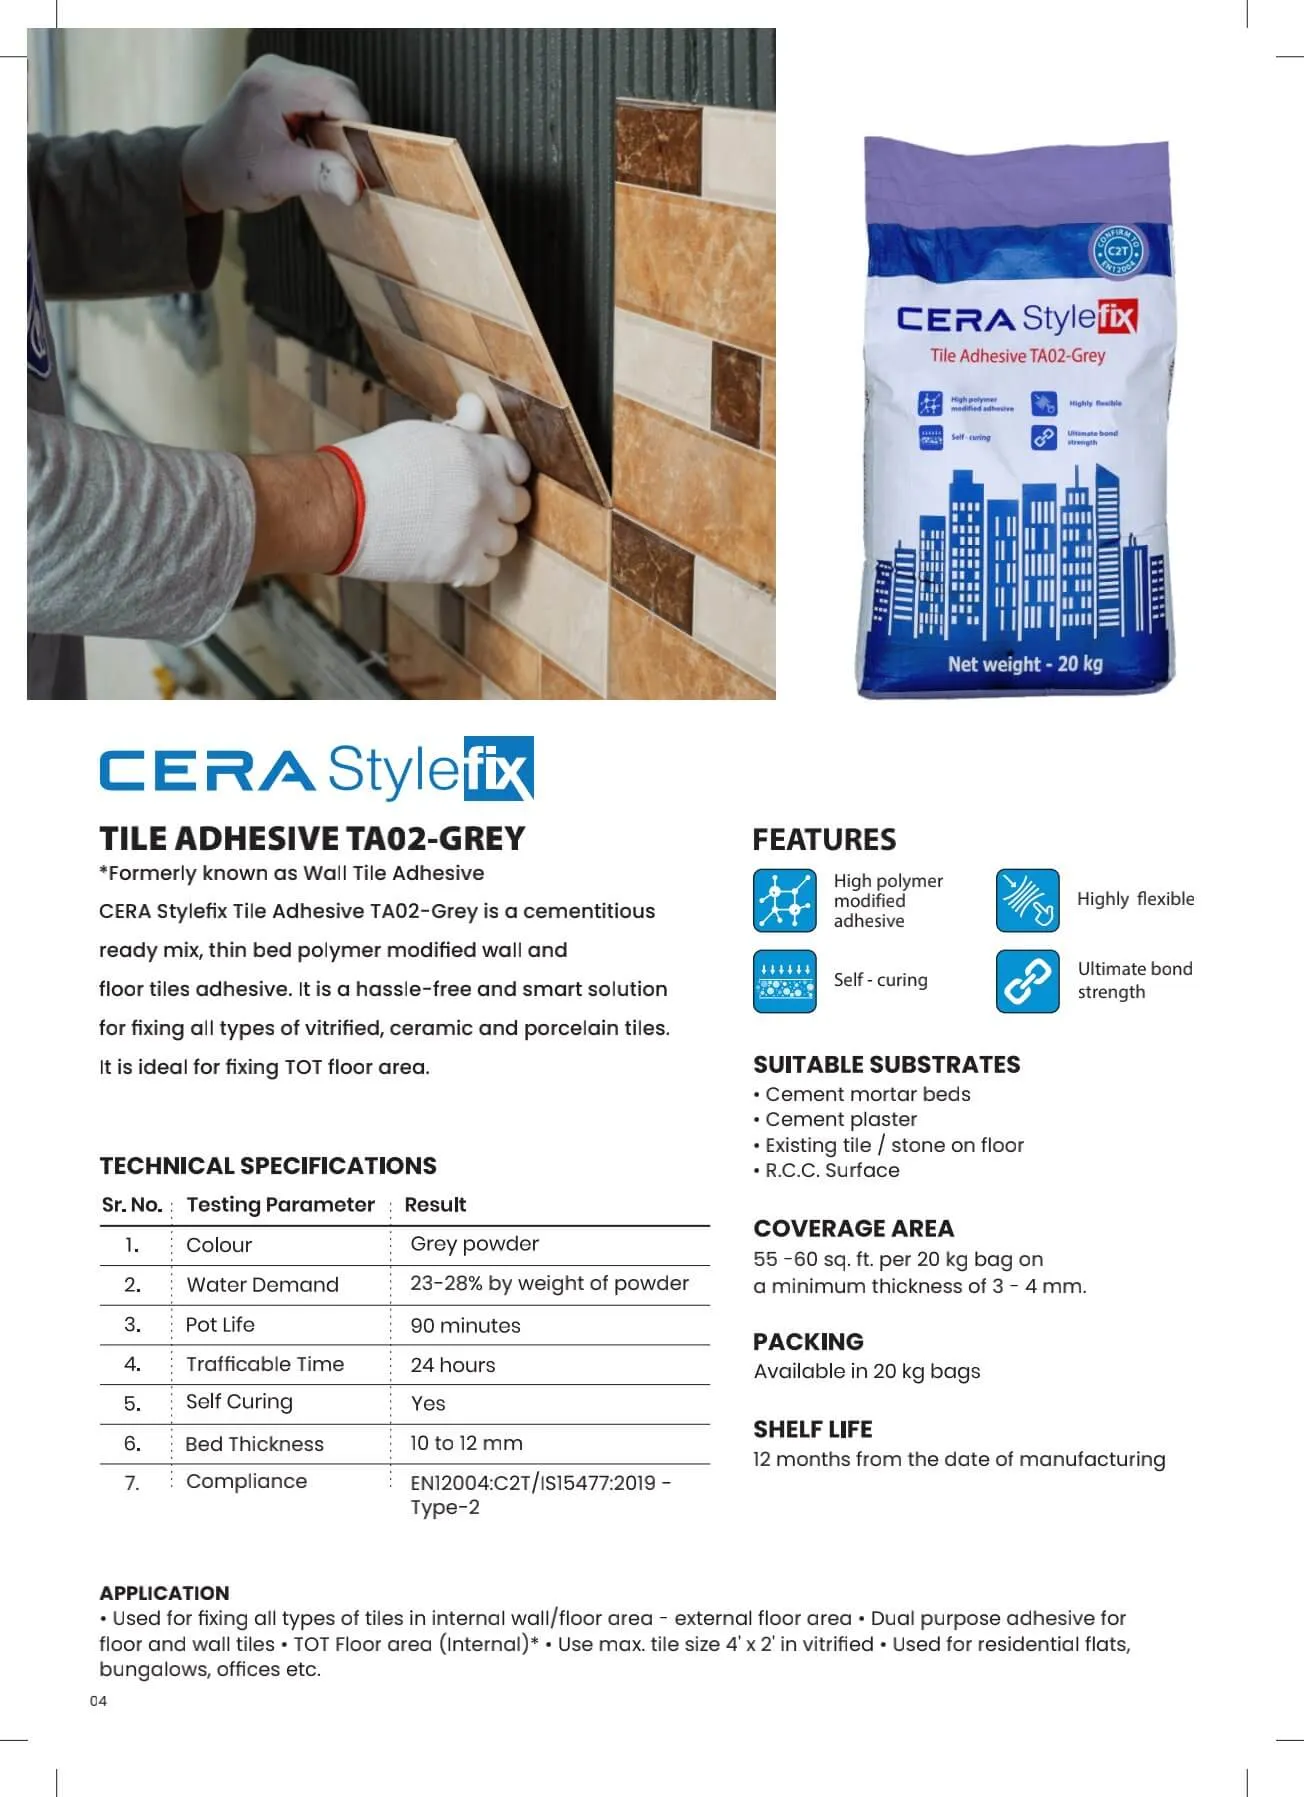 CONFIRM TO
C2T
EN12004
CERA Stylefix
Tile Adhesive TA02-Grey
High polymer
modified adhesive
Highly flexible
Self - curing
Ultimate bond
strength
Net weight - 20 kg
CERA Stylefix
TILE ADHESIVE TA02-GREY
*Formerly known as Wall Tile Adhesive
CERA Stylefix Tile Adhesive TA02-Grey is a cementitious
ready mix, thin bed polymer modified wall and
floor tiles adhesive. It is a hassle-free and smart solution
for fixing all types of vitrified, ceramic and porcelain tiles.
It is ideal for fixing TOT floor area.
TECHNICAL SPECIFICATIONS
Sr. No. Testing Parameter Result
1. Colour Grey powder
2. Water Demand 23-28% by weight of powder
3. Pot Life 90 minutes
4. Trafficable Time 24 hours
5. Self Curing Yes
6. Bed Thickness 10 to 12 mm
7. Compliance EN12004:C2T/IS15477:2019 -
Type-2
FEATURES
High polymer
modified
adhesive
Highly flexible
Self - curing
Ultimate bond
strength
SUITABLE SUBSTRATES
• Cement mortar beds
• Cement plaster
• Existing tile / stone on floor
• R.C.C. Surface
COVERAGE AREA
55 -60 sq. ft. per 20 kg bag on
a minimum thickness of 3 - 4 mm.
PACKING
Available in 20 kg bags
SHELF LIFE
12 months from the date of manufacturing
APPLICATION
• Used for fixing all types of tiles in internal wall/floor area - external floor area • Dual purpose adhesive for
floor and wall tiles • TOT Floor area (Internal)* • Use max. tile size 4' x 2' in vitrified • Used for residential flats,
bungalows, offices etc.
04